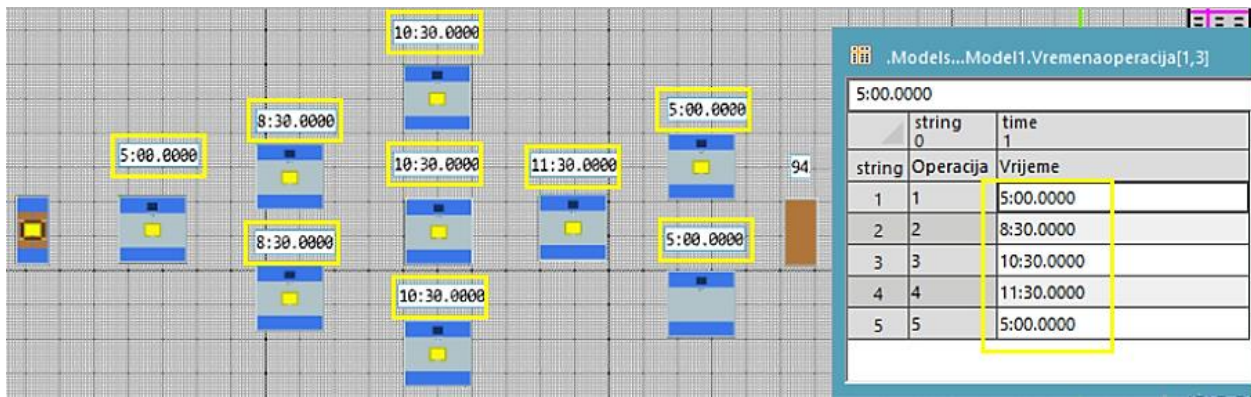 10:30.0000
8:30.0000
5:00.0000
5:00.0000
10:30.0000
11:30.0000
94
8:30.0000
5:00.0000
10:30.0000
.Models...Model1.Vremenaoperacija[1,3]
5:00.0000
string 0 time 1
string Operacija Vrijeme
1 1 5:00.0000
2 2 8:30.0000
3 3 10:30.0000
4 4 11:30.0000
5 5 5:00.0000